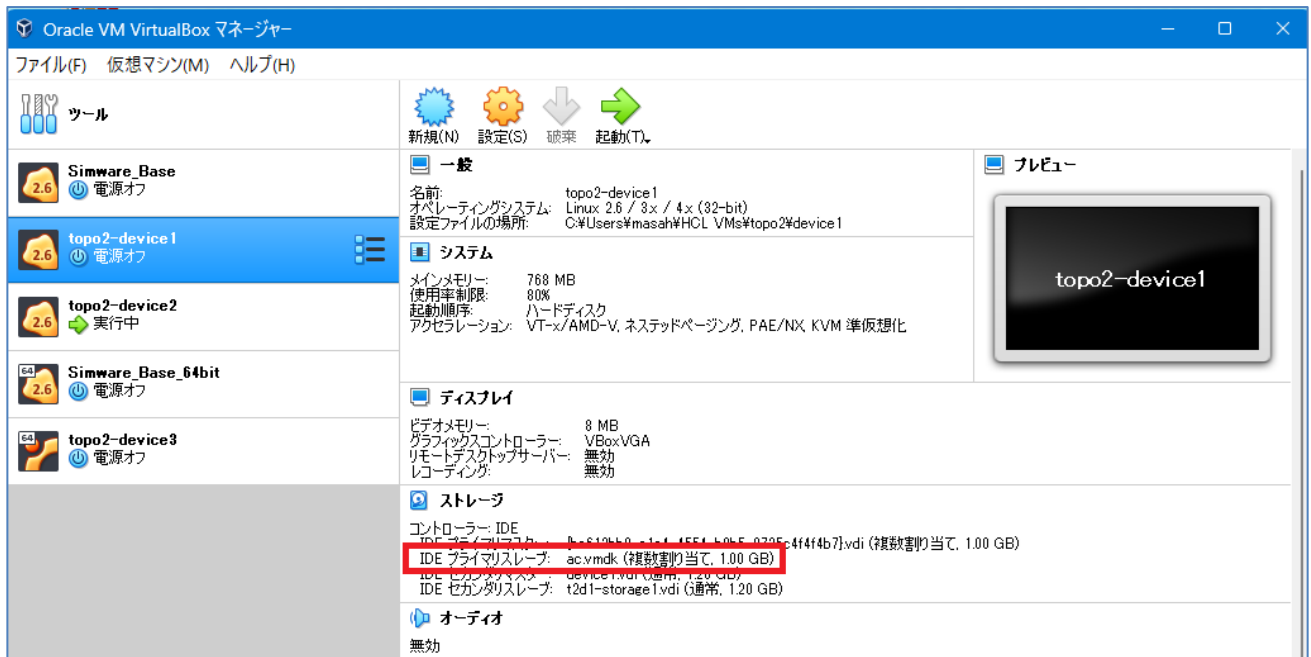 Oracle VM VirtualBox マネージャー
ファイル(F) 仮想マシン(M) ヘルプ(H)
ツール
新規(N) 設定(S) 破棄 起動(T)
Simware_Base
2.6 電源オフ
topo2-device1
2.6 電源オフ
topo2-device2
2.6 実行中
64 Simware_Base_64bit
2.6 電源オフ
64 topo2-device3
電源オフ
一般
名前: topo2-device1
オペレーティングシステム: Linux 2.6 / 3.x / 4.x (32-bit)
設定ファイルの場所: C:¥Users¥masah¥HCL VMs¥topo2¥device1
プレビュー
topo2-device1
システム
メインメモリー: 768 MB
使用率制限: 80%
起動順序: ハードディスク
アクセラレーション: VT-x/AMD-V, ネステッドページング, PAE/NX, KVM 準仮想化
ディスプレイ
ビデオメモリー: 8 MB
グラフィックスコントローラー: VBoxVGA
リモートデスクトップサーバー: 無効
レコーディング: 無効
ストレージ
コントローラー: IDE
IDE プライマリマスター: c4f4f4b7}.vdi (複数割り当て, 1.00 GB)
IDE プライマリスレーブ: ac.vmdk (複数割り当て, 1.00 GB)
IDE セカンダリマスター: device1.vdi (通常, 1.20 GB)
IDE セカンダリスレーブ: t2d1-storage1.vdi (通常, 1.20 GB)
オーディオ
無効